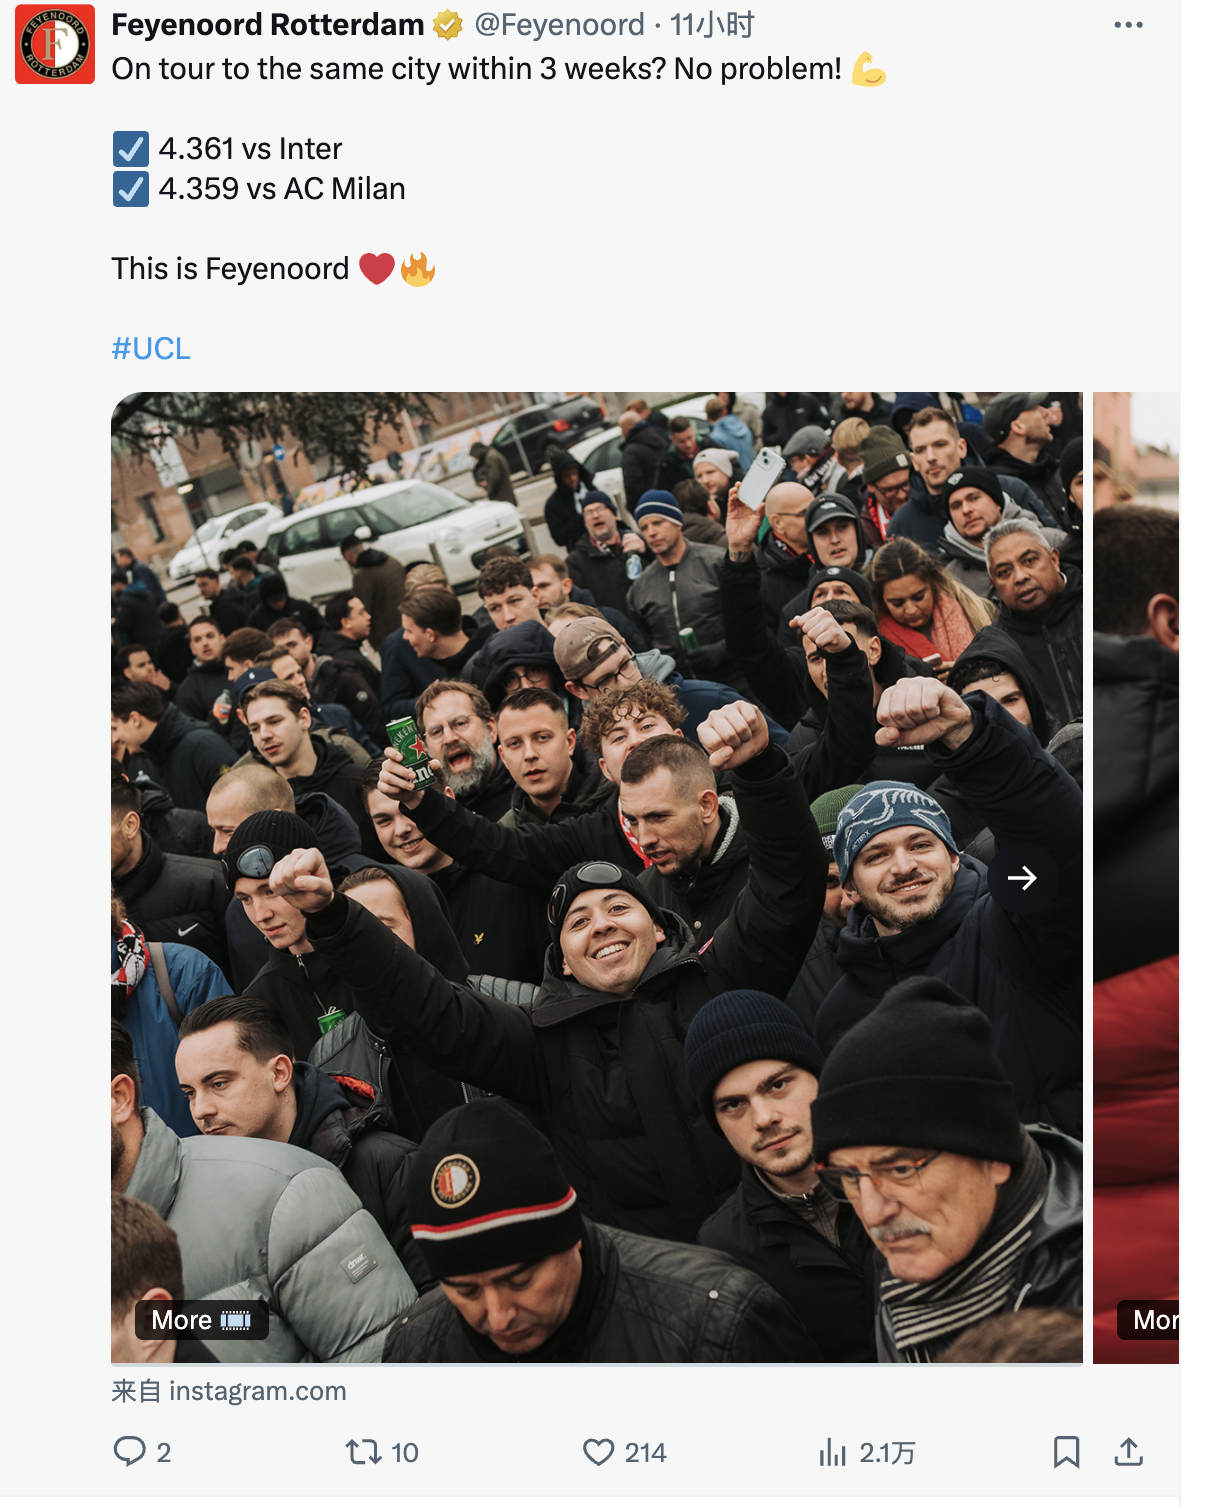 FEYENOORD
F
ROTTERDAM
Feyenoord Rotterdam @Feyenoord · 11小时
On tour to the same city within 3 weeks? No problem! 💪
☑️ 4.361 vs Inter
☑️ 4.359 vs AC Milan
This is Feyenoord ❤️🔥
#UCL
More 🎞️
Mor
来自 instagram.com
2
10
214
2.1万